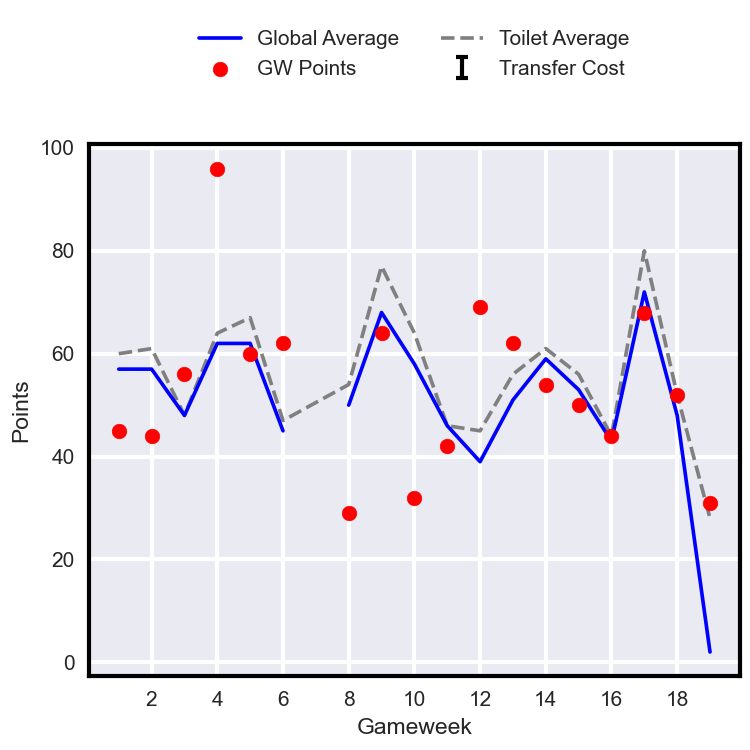 Global Average
Toilet Average
GW Points
Transfer Cost
100
80
60
40
20
0
Points
2 4 6 8 10 12 14 16 18
Gameweek